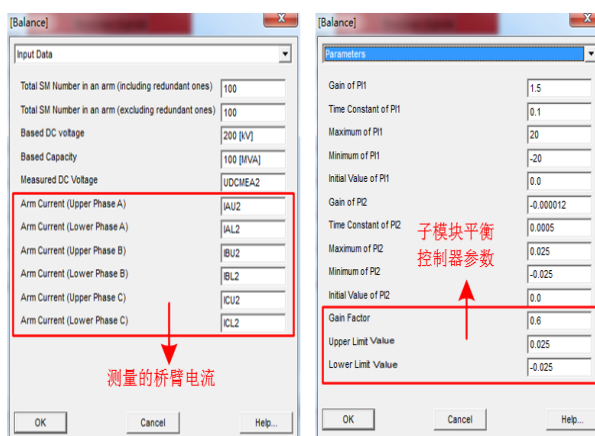 [Balance]
Input Data
Total SM Number in an arm (including redundant ones) 100
Total SM Number in an arm (excluding redundant ones) 100
Based DC voltage 200 [kV]
Based Capacity 100 [MVA]
Measured DC Voltage UDCMEA2
Arm Current (Upper Phase A) IAU2
Arm Current (Lower Phase A) IAL2
Arm Current (Upper Phase B) IBU2
Arm Current (Lower Phase B) IBL2
Arm Current (Upper Phase C) ICU2
Arm Current (Lower Phase C) ICL2
测量的桥臂电流
OK Cancel Help...
[Balance]
Parameters
Gain of PI1 1.5
Time Constant of PI1 0.1
Maximum of PI1 20
Minimum of PI1 -20
Initial Value of PI1 0.0
Gain of PI2 -0.000012
Time Constant of PI2 0.0005
Maximum of PI2 0.025
Minimum of PI2 -0.025
Initial Value of PI2 0.0
子模块平衡
控制器参数
Gain Factor 0.6
Upper Limit Value 0.025
Lower Limit Value -0.025
OK Cancel Help...